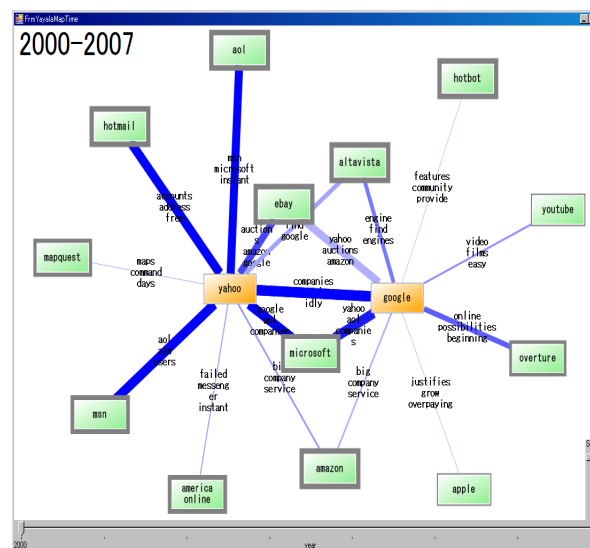 FrmYayalaMapTime
2000-2007
aol
hotbot
hotmail
altavista
msn
microsoft
instant
features
community
provide
accounts
address
free
ebay
youtube
engine
find
engines
auction
s
amazon
google
find
google
yahoo
auctions
amazon
video
films
easy
mapquest
maps
command
days
yahoo
companies
idly
google
google
aol
companies
yahoo
aol
companie
s
online
possibilities
beginning
aol
users
microsoft
overture
failed
messeng
er
instant
big
company
service
big
company
service
justifies
grow
overpaying
msn
america
online
amazon
apple
2000
year